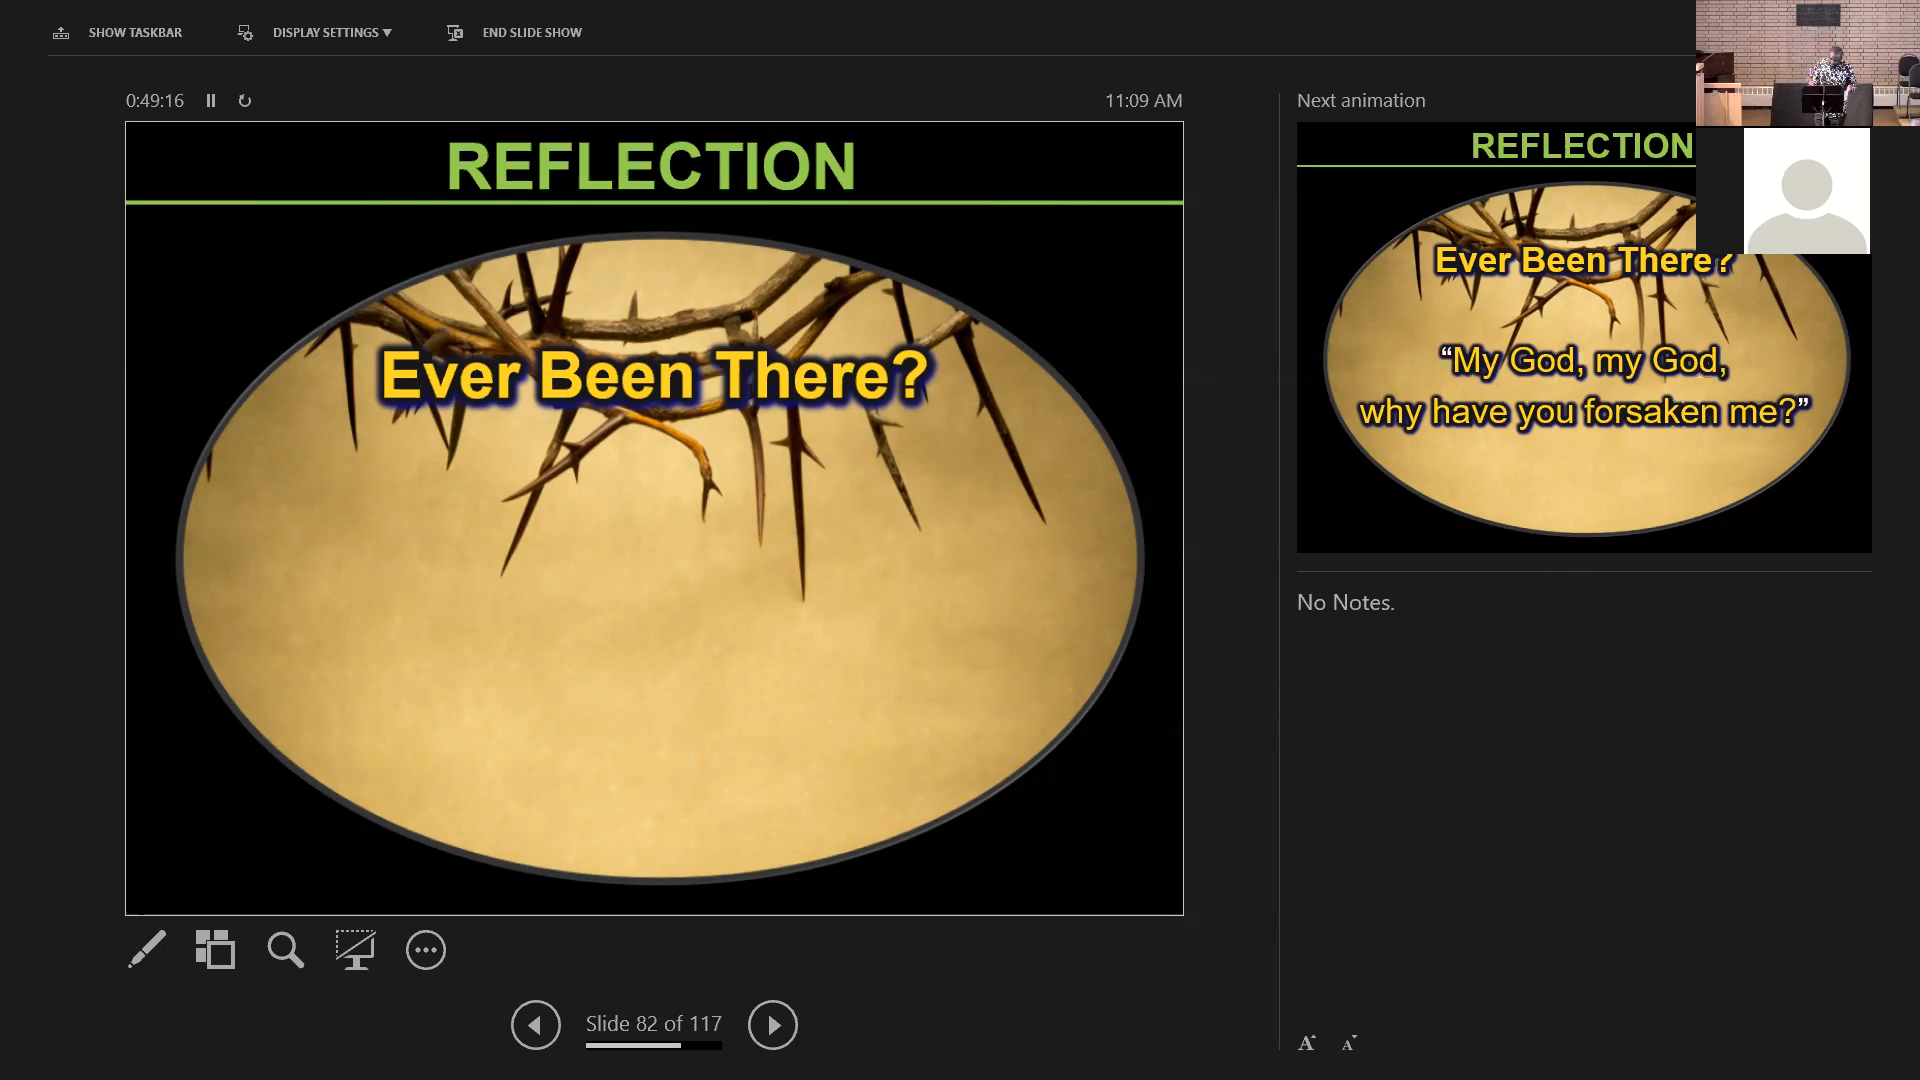 SHOW TASKBAR
DISPLAY SETTINGS ▼
END SLIDE SHOW
0:49:16
11:09 AM
REFLECTION
Ever Been There?
Next animation
REFLECTION
Ever Been There?
“My God, my God,
why have you forsaken me?”
No Notes.
Slide 82 of 117
A
A